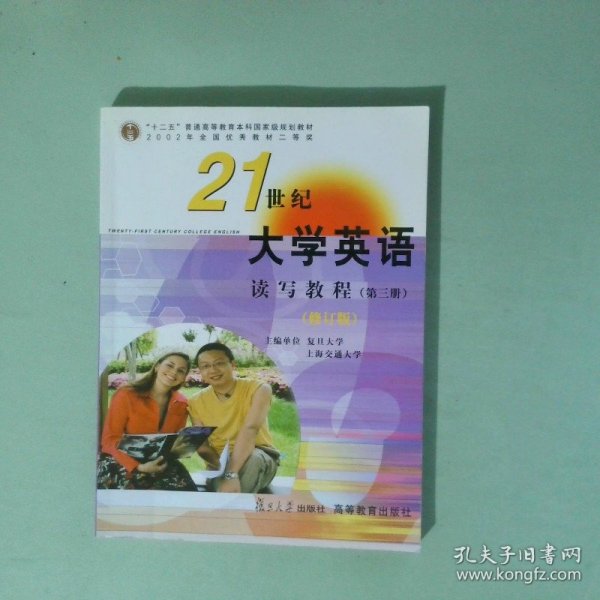 "十二五"普通高等教育本科国家级规划教材
2002年全国优秀教材二等奖
21世纪
TWENTY-FIRST CENTURY COLLEGE ENGLISH
大学英语
读写教程(第三册)
(修订版)
主编单位 复旦大学
上海交通大学
复旦大学出版社 高等教育出版社
孔夫子旧书网
www.kongfz.com